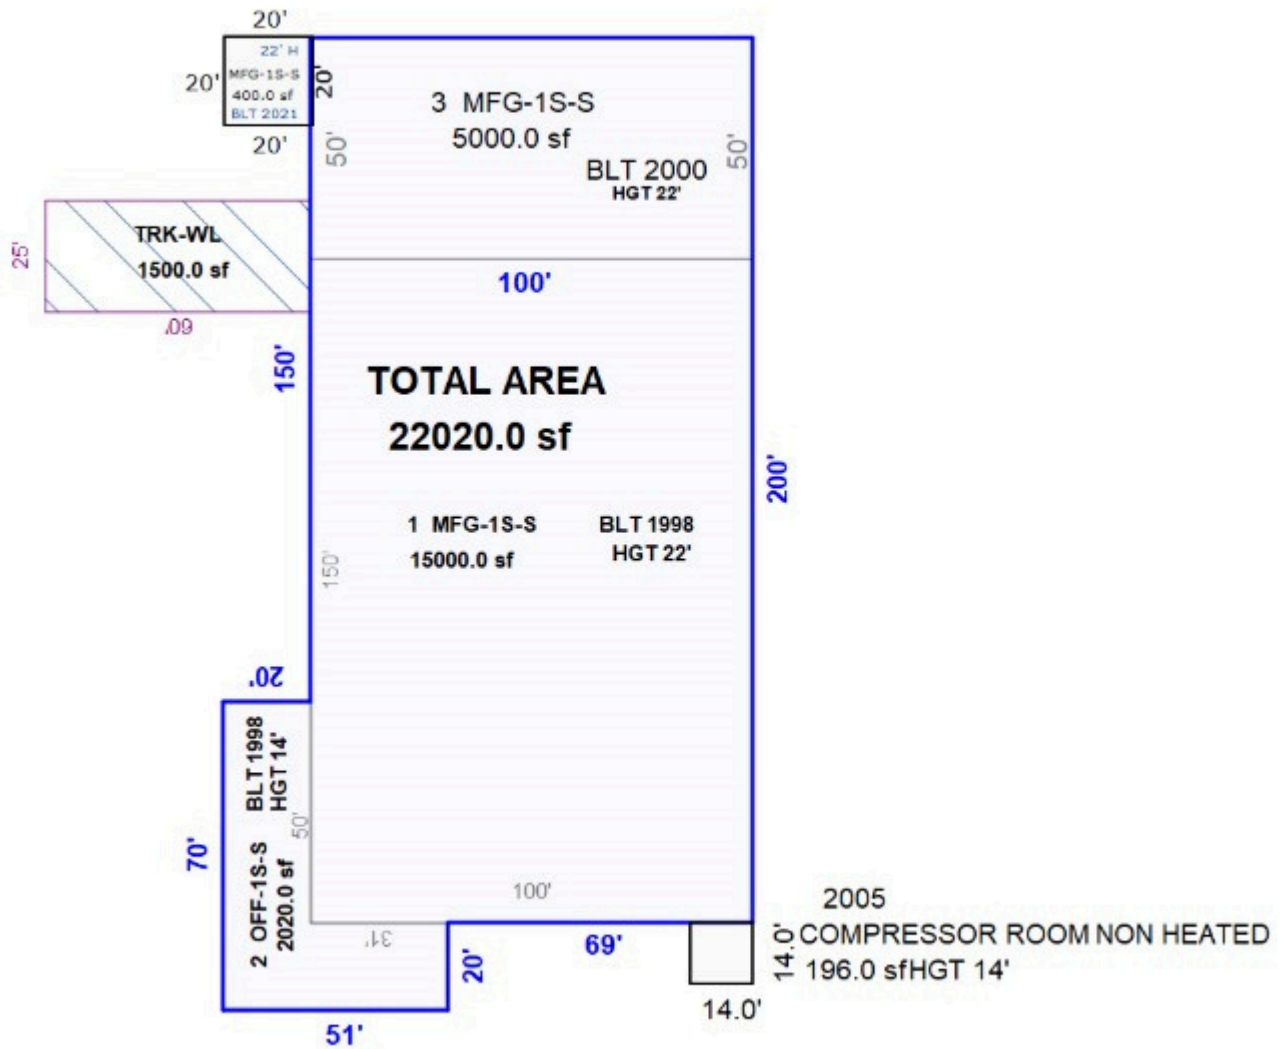 20'
22' H
20'
MFG-1S-S
20'
400.0 sf
BLT 2021
20'
3 MFG-1S-S
5000.0 sf
50'
50'
BLT 2000
HGT 22'
TRK-WL
25'
1500.0 sf
60'
100'
150'
TOTAL AREA
22020.0 sf
200'
1 MFG-1S-S
BLT 1998
15000.0 sf
HGT 22'
150'
20'
BLT 1998
HGT 14'
50'
70'
2 OFF-1S-S
2020.0 sf
100'
31'
69'
20'
51'
2005
14.0'
COMPRESSOR ROOM NON HEATED
196.0 sf HGT 14'
14.0'